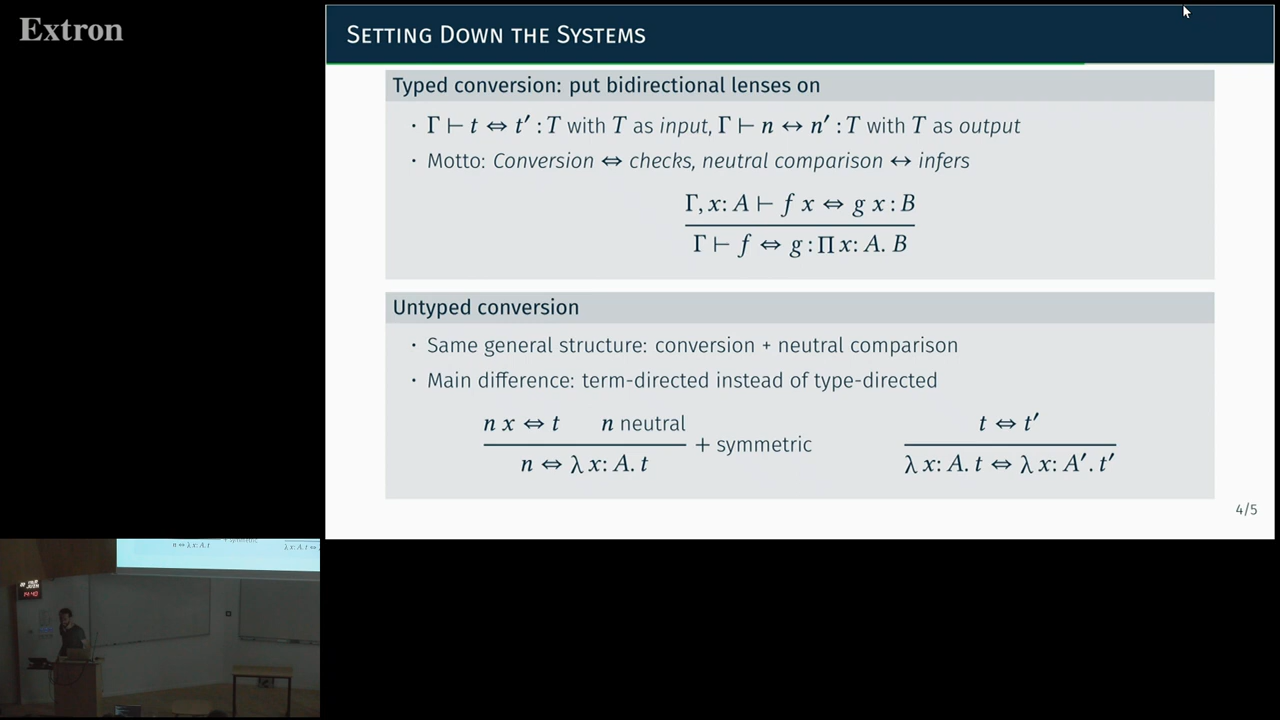 Extron
Setting Down the Systems
Typed conversion: put bidirectional lenses on
· Γ ⊢ t ⇔ t′ : T with T as input, Γ ⊢ n ↔ n′ : T with T as output
· Motto: Conversion ⇔ checks, neutral comparison ↔ infers
Γ, x: A ⊢ f x ⇔ g x : B
Γ ⊢ f ⇔ g : Π x: A. B
Untyped conversion
· Same general structure: conversion + neutral comparison
· Main difference: term-directed instead of type-directed
n x ⇔ t n neutral
n ⇔ λ x: A. t
+ symmetric
t ⇔ t′
λ x: A. t ⇔ λ x: A′. t′
4/5